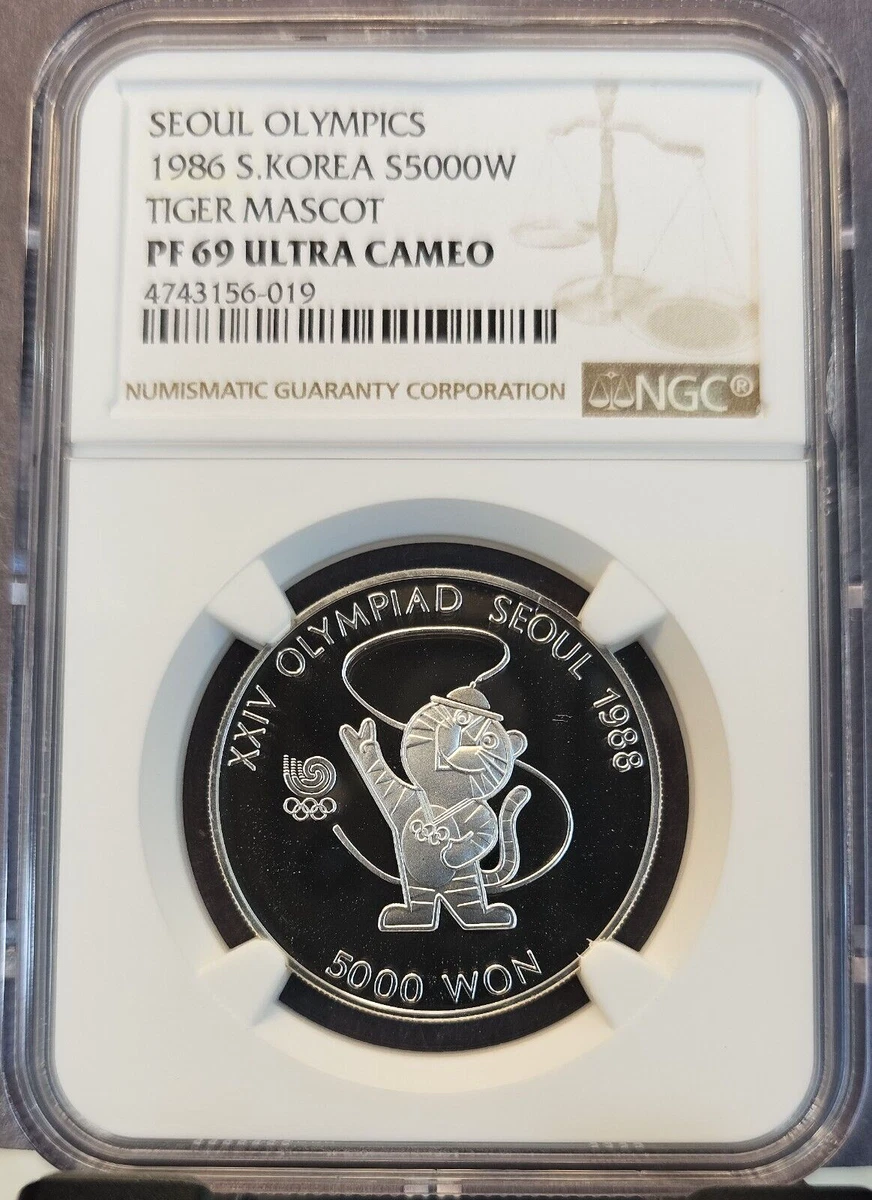 SEOUL OLYMPICS
1986 S.KOREA S5000W
TIGER MASCOT
PF 69 ULTRA CAMEO
4743156-019
NUMISMATIC GUARANTY CORPORATION
NGC®
XXIV OLYMPIAD SEOUL 1988
5000 WON